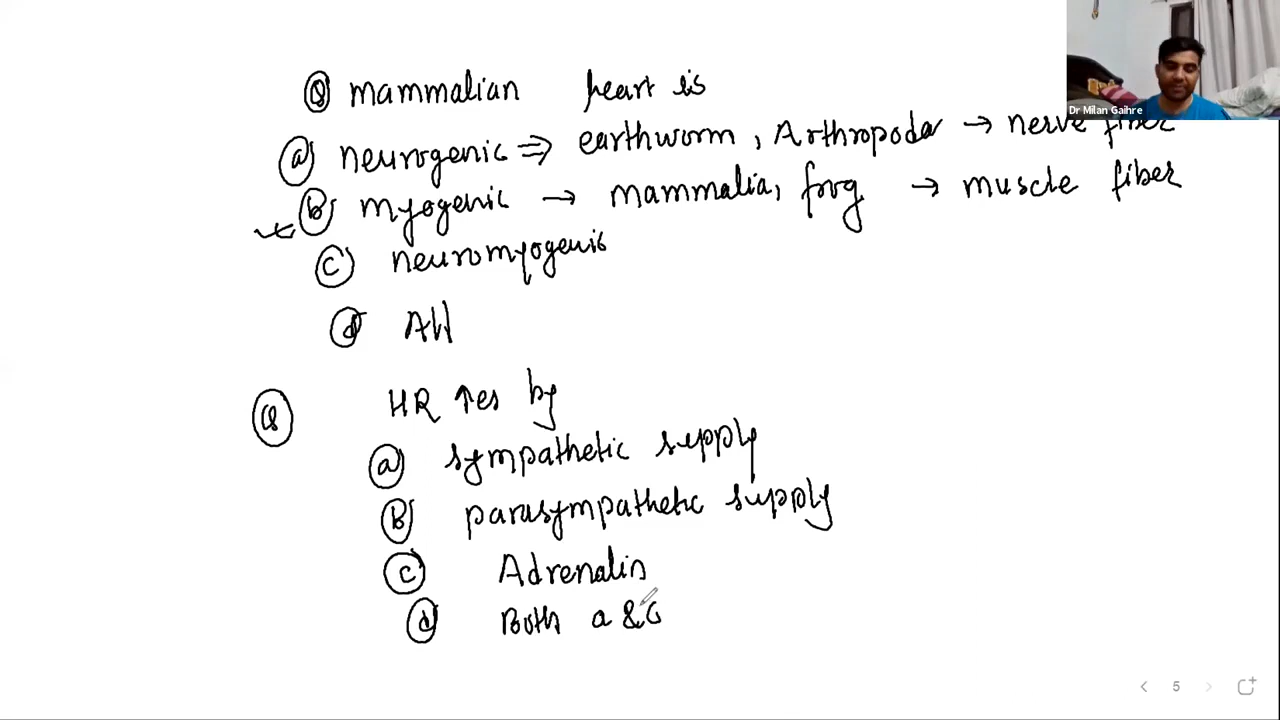 Q mammalian heart is
a neurogenic ⇒ earthworm, Arthropoda → nerve fiber
b myogenic → mammalia, frog → muscle fiber
c neuromyogenic
d All
Q HR ↑es by
a sympathetic supply
b parasympathetic supply
c Adrenalin
d Both a & c
Dr Milan Gaihre
5